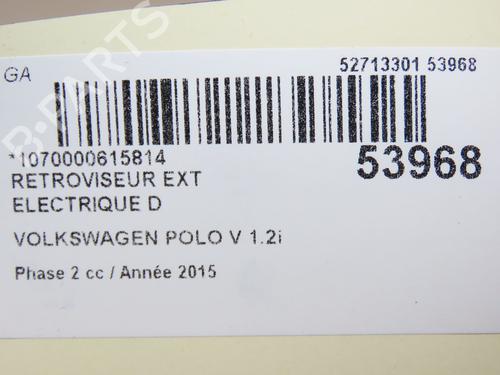 GA
52713301 53968
*1070000615814
53968
RETROVISEUR EXT
ELECTRIQUE D
VOLKSWAGEN POLO V 1.2i
Phase 2 cc / Année 2015
B-PARTS